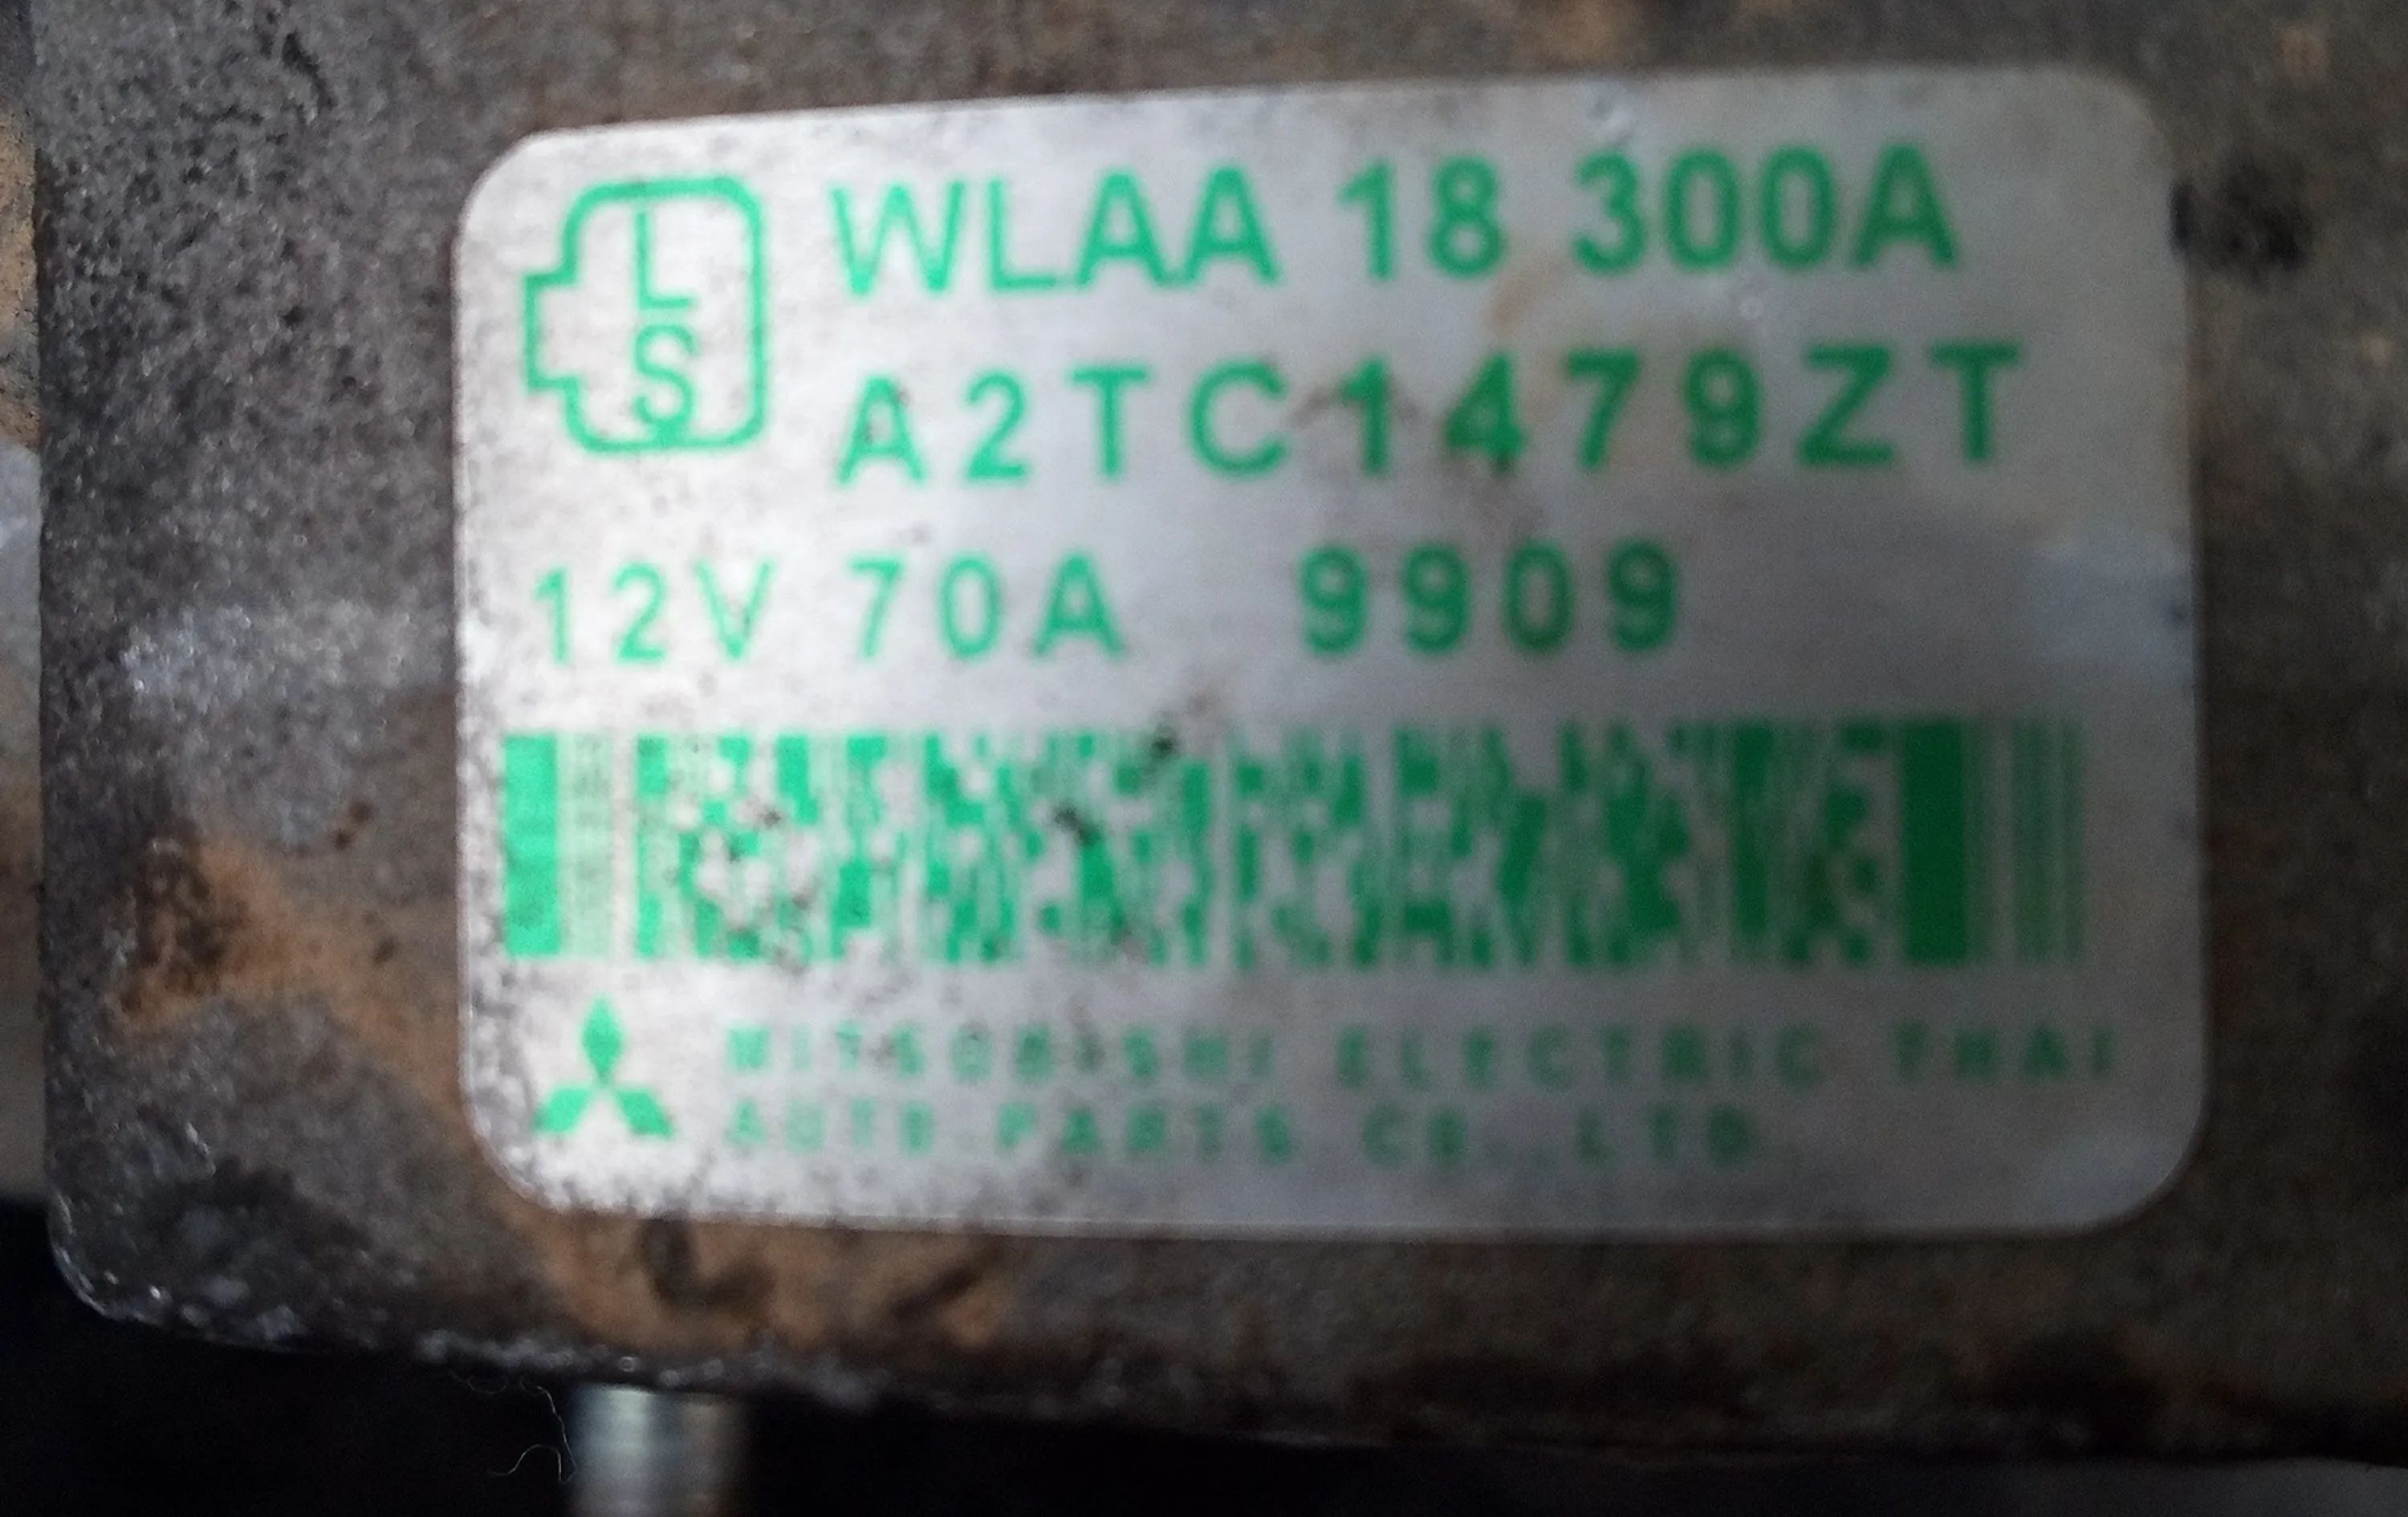 L
S
WLAA 18 300A
A2TC1479ZT
12V 70A 9909
MITSUBISHI ELECTRIC THAI
AUTO-PARTS CO.,LTD